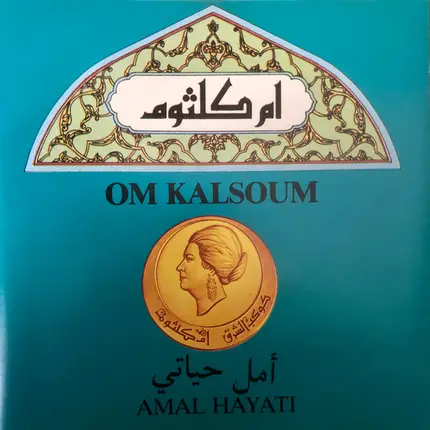 ام كلثوم
OM KALSOUM
كوكب الشرق ام كلثوم
أمل حياتي
AMAL HAYATI